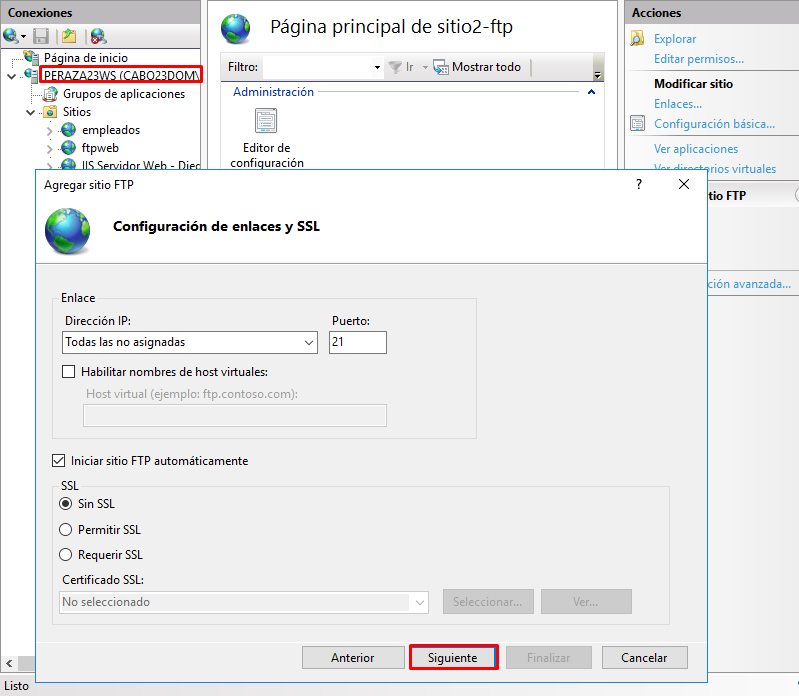 Conexiones
Página de inicio
PERAZA23WS (CABO23DOM\
Grupos de aplicaciones
Sitios
empleados
ftpweb
IIS Servidor Web - Dieg
Página principal de sitio2-ftp
Filtro:
Ir
Mostrar todo
Administración
Editor de
configuración
Acciones
Explorar
Editar permisos...
Modificar sitio
Enlaces...
Configuración básica...
Ver aplicaciones
Ver directorios virtuales
tio FTP
ción avanzada...
Agregar sitio FTP
?
Configuración de enlaces y SSL
Enlace
Dirección IP:
Puerto:
Todas las no asignadas
21
Habilitar nombres de host virtuales:
Host virtual (ejemplo: ftp.contoso.com):
Iniciar sitio FTP automáticamente
SSL
Sin SSL
Permitir SSL
Requerir SSL
Certificado SSL:
No seleccionado
Seleccionar...
Ver...
Anterior
Siguiente
Finalizar
Cancelar
Listo